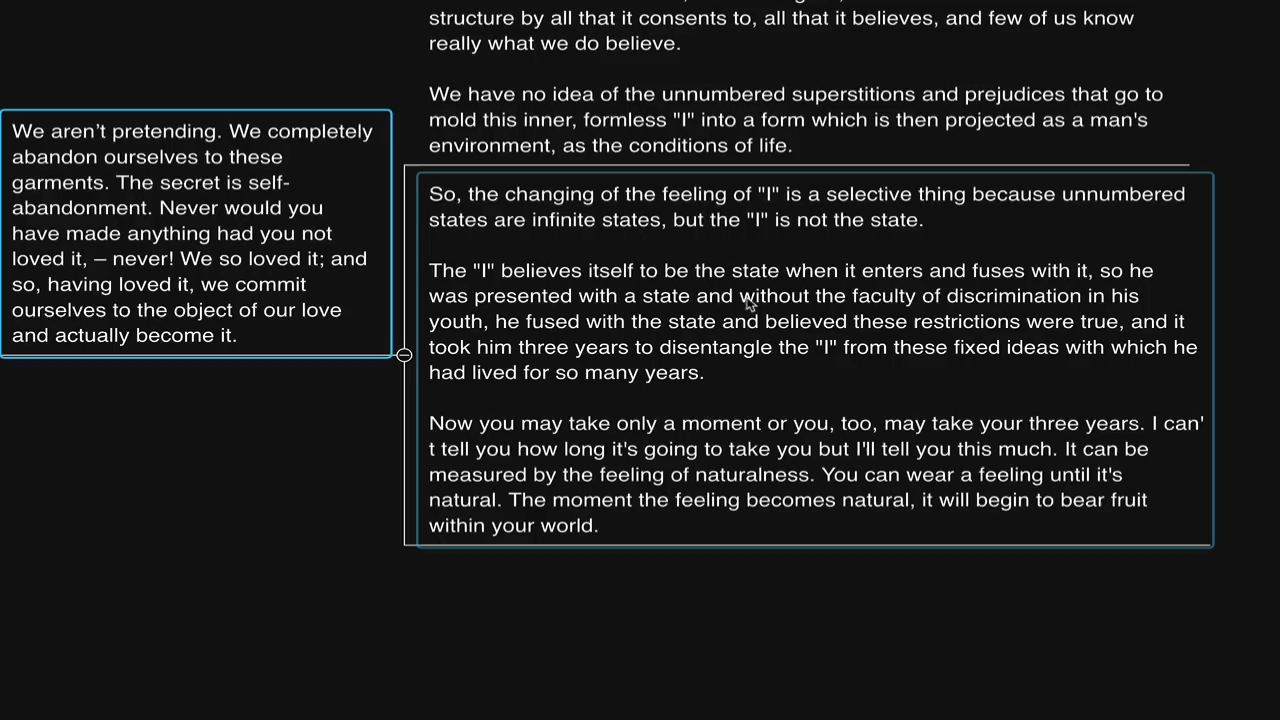 structure by all that it consents to, all that it believes, and few of us know
really what we do believe.
We have no idea of the unnumbered superstitions and prejudices that go to
mold this inner, formless "I" into a form which is then projected as a man's
environment, as the conditions of life.
We aren’t pretending. We completely
abandon ourselves to these
garments. The secret is self-
abandonment. Never would you
have made anything had you not
loved it, – never! We so loved it; and
so, having loved it, we commit
ourselves to the object of our love
and actually become it.
So, the changing of the feeling of "I" is a selective thing because unnumbered
states are infinite states, but the "I" is not the state.
The "I" believes itself to be the state when it enters and fuses with it, so he
was presented with a state and without the faculty of discrimination in his
youth, he fused with the state and believed these restrictions were true, and it
took him three years to disentangle the "I" from these fixed ideas with which he
had lived for so many years.
Now you may take only a moment or you, too, may take your three years. I can'
t tell you how long it's going to take you but I'll tell you this much. It can be
measured by the feeling of naturalness. You can wear a feeling until it's
natural. The moment the feeling becomes natural, it will begin to bear fruit
within your world.